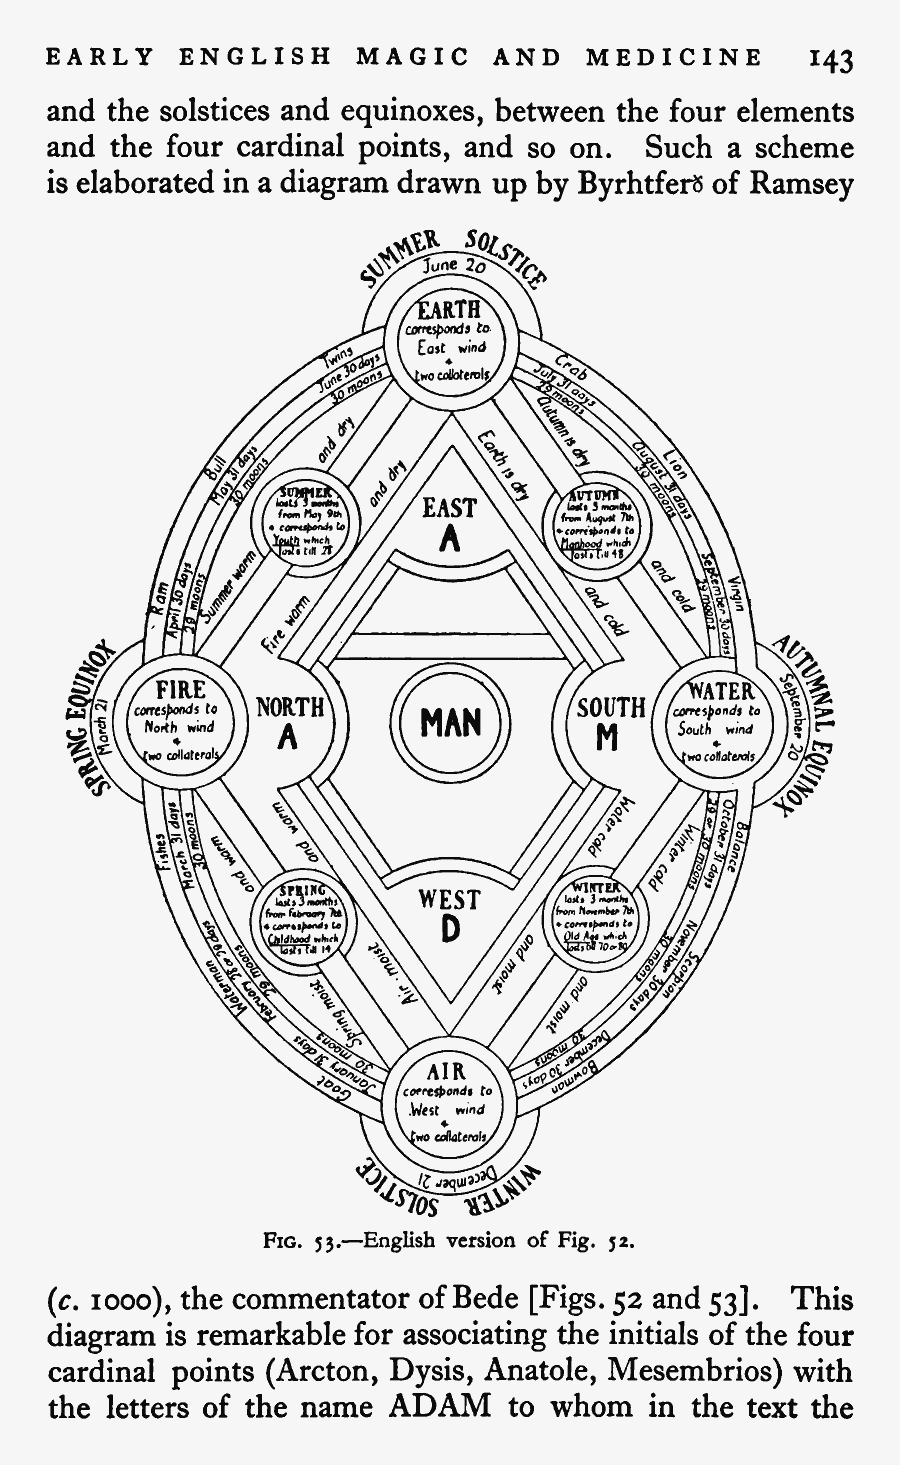 EARLY ENGLISH MAGIC AND MEDICINE 143
and the solstices and equinoxes, between the four elements
and the four cardinal points, and so on. Such a scheme
is elaborated in a diagram drawn up by Byrhtferð of Ramsey
SUMMER SOLSTICE
June 20
EARTH
corresponds to
East wind
+
two collaterals
Twins
June 30 days
30 moons
Crab
July 31 days
29 moons
Bull
May 31 days
30 moons
Lion
August 31 days
30 moons
Ram
April 30 days
29 moons
Virgin
September 30 days
29 moons
and dry
Summer warm
and dry
Fire warm
Earth is dry
and cold
Autumn is dry
and cold
SUMMER
lasts 3 months
from May 9th
+ corresponds to
Youth which
lasts till 28
EAST
A
AUTUMN
lasts 3 months
from August 7th
+ corresponds to
Manhood which
lasts till 48
SPRING EQUINOX
March 21
FIRE
corresponds to
North wind
+
two collaterals
NORTH
A
MAN
SOUTH
M
WATER
corresponds to
South wind
+
two collaterals
AUTUMNAL EQUINOX
September 20
Fishes
March 31 days
30 moons
Balance
October 31 days
29 or 30 moons
Waterman
February 28 or 29 days
29 moons
Scorpion
November 30 days
30 moons
Goat
January 31 days
30 moons
Bowman
December 30 days
30 moons
and warm
Spring moist
and warm
Air moist
Water cold
and moist
Winter cold
and moist
SPRING
lasts 3 months
from February 7th
+ corresponds to
Childhood which
lasts till 14
WEST
D
WINTER
lasts 3 months
from November 7th
+ corresponds to
Old Age which
lasts till 70 or 80
AIR
corresponds to
West wind
+
two collaterals
December 21
WINTER SOLSTICE
FIG. 53.—English version of Fig. 52.
(c. 1000), the commentator of Bede [Figs. 52 and 53]. This
diagram is remarkable for associating the initials of the four
cardinal points (Arcton, Dysis, Anatole, Mesembrios) with
the letters of the name ADAM to whom in the text the